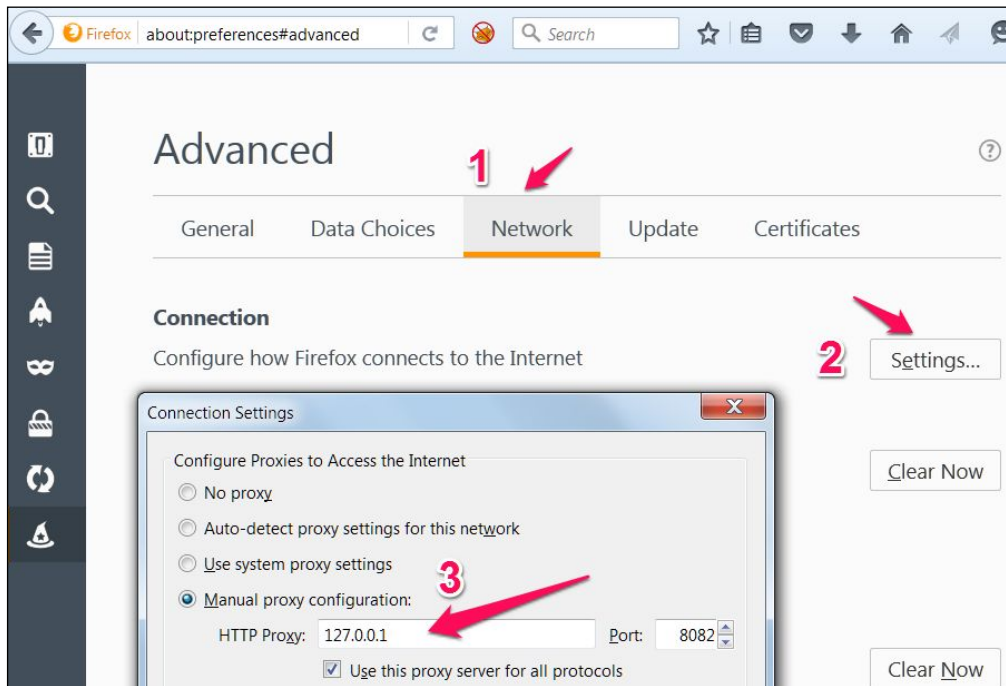 Firefox about:preferences#advanced Search
Advanced
1
General Data Choices Network Update Certificates
Connection
Configure how Firefox connects to the Internet
2
Settings...
Connection Settings
Configure Proxies to Access the Internet
No proxy
Clear Now
Auto-detect proxy settings for this network
Use system proxy settings
3
Manual proxy configuration:
HTTP Proxy: 127.0.0.1 Port: 8082
Use this proxy server for all protocols
Clear Now